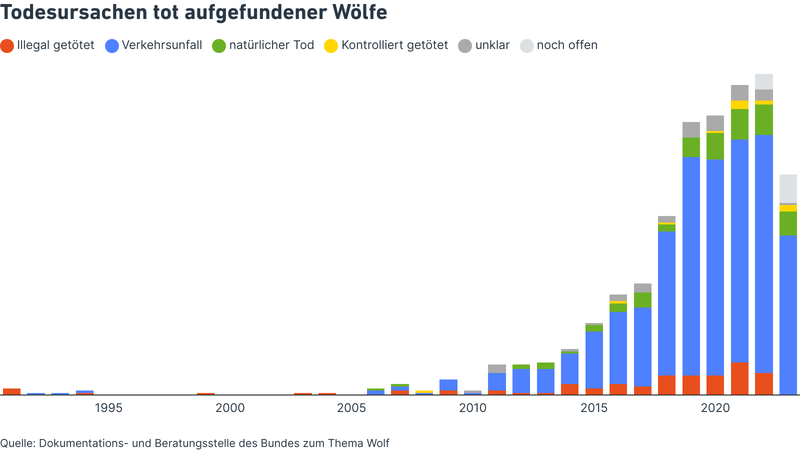 Todesursachen tot aufgefundener Wölfe
Illegal getötet Verkehrsunfall natürlicher Tod Kontrolliert getötet unklar noch offen
1995 2000 2005 2010 2015 2020
Quelle: Dokumentations- und Beratungsstelle des Bundes zum Thema Wolf